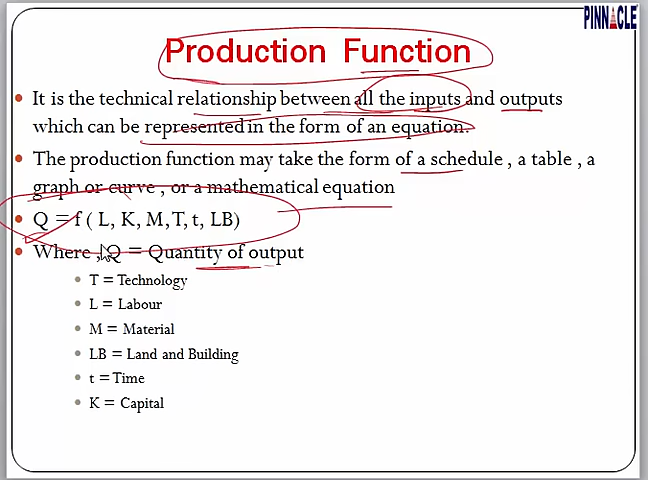 PINNACLE
Production Function
It is the technical relationship between all the inputs and outputs
which can be represented in the form of an equation.
The production function may take the form of a schedule , a table , a
graph or curve , or a mathematical equation
Q = f ( L, K, M,T, t, LB)
Where ,Q = Quantity of output
T = Technology
L = Labour
M = Material
LB = Land and Building
t =Time
K = Capital